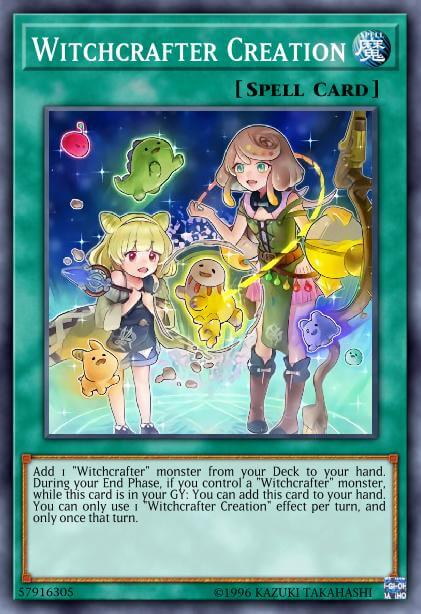 Witchcrafter Creation
SPELL
魔
[ Spell Card ]
Add 1 "Witchcrafter" monster from your Deck to your hand.
During your End Phase, if you control a "Witchcrafter" monster,
while this card is in your GY: You can add this card to your hand.
You can only use 1 "Witchcrafter Creation" effect per turn, and
only once that turn.
57916305
©1996 KAZUKI TAKAHASHI